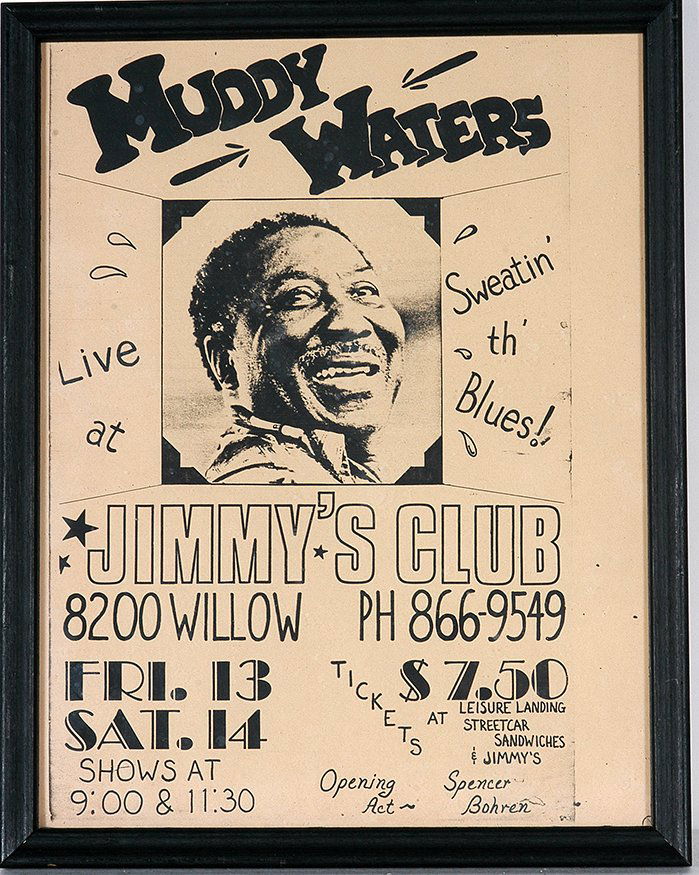 MUDDY
WATERS
Live
at
Sweatin'
th'
Blues!
JIMMY'S CLUB
8200 WILLOW PH 866-9549
FRI. 13
SAT. 14
SHOWS AT
9:00 & 11:30
TICKETS $7.50
AT LEISURE LANDING
STREETCAR
SANDWICHES
& JIMMY'S
Opening Spencer
Act ~ Bohren